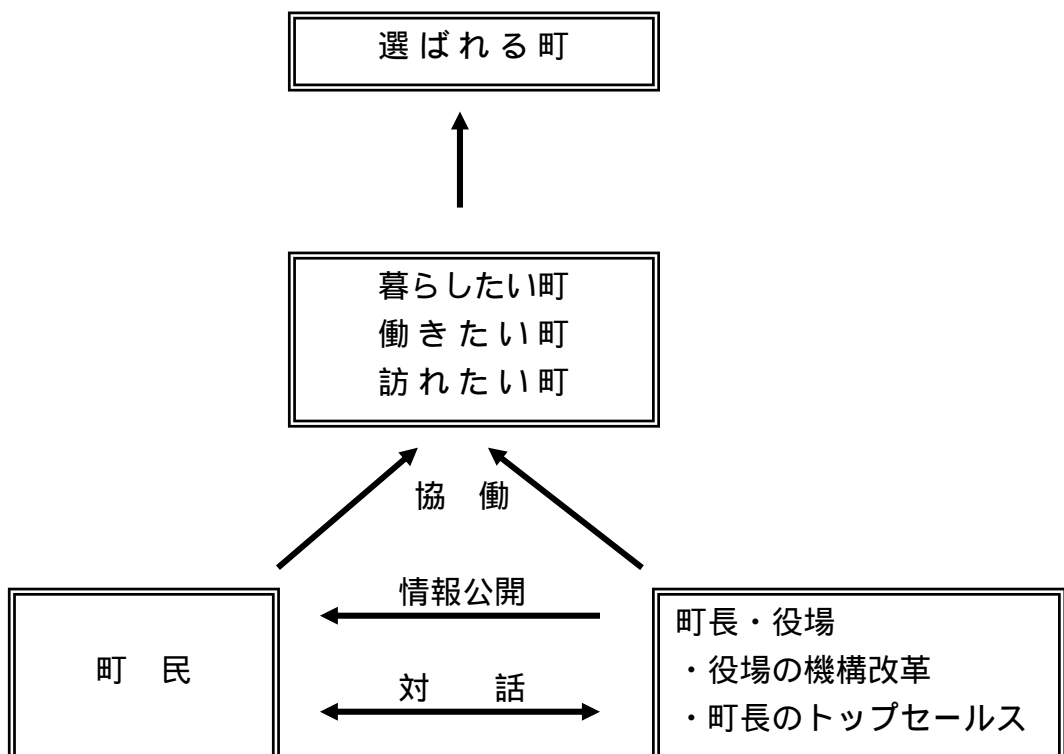 選ばれる町
暮らしたい町
働きたい町
訪れたい町
協　働
情報公開
町　民
対　　話
町長・役場
・役場の機構改革
・町長のトップセールス